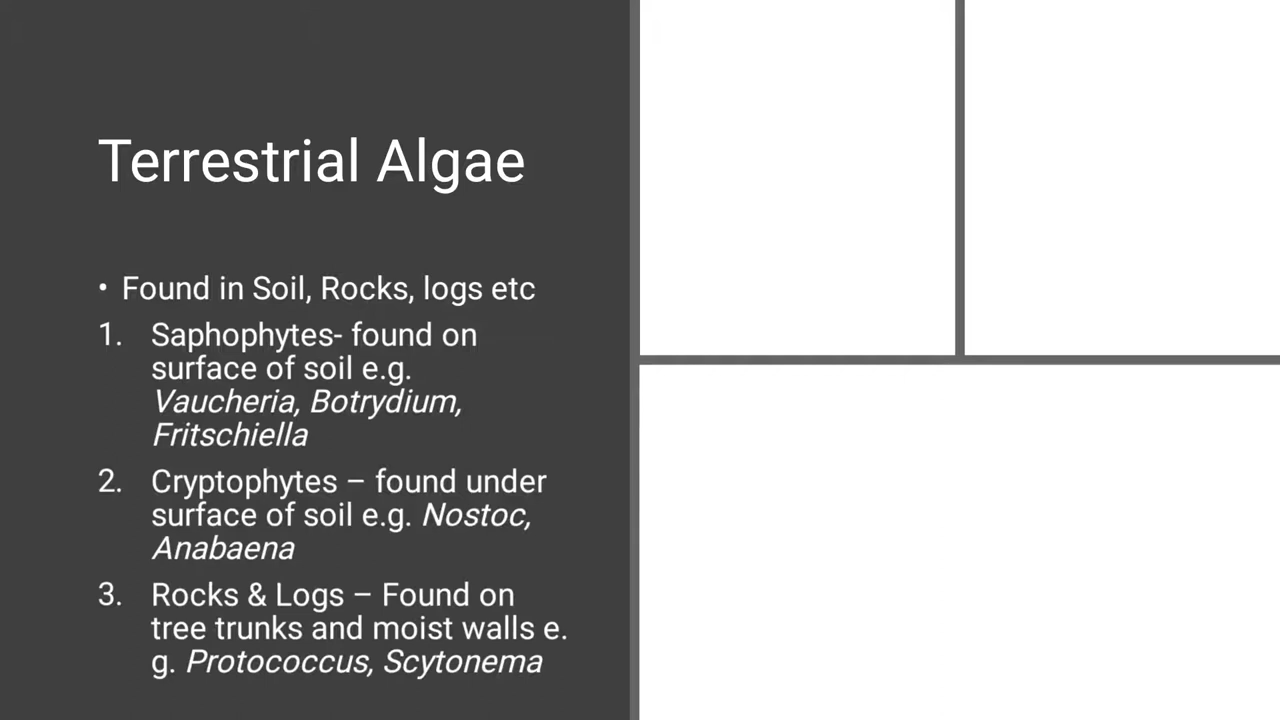 Terrestrial Algae
• Found in Soil, Rocks, logs etc
1. Saphophytes- found on
surface of soil e.g.
Vaucheria, Botrydium,
Fritschiella
2. Cryptophytes – found under
surface of soil e.g. Nostoc,
Anabaena
3. Rocks & Logs – Found on
tree trunks and moist walls e.
g. Protococcus, Scytonema